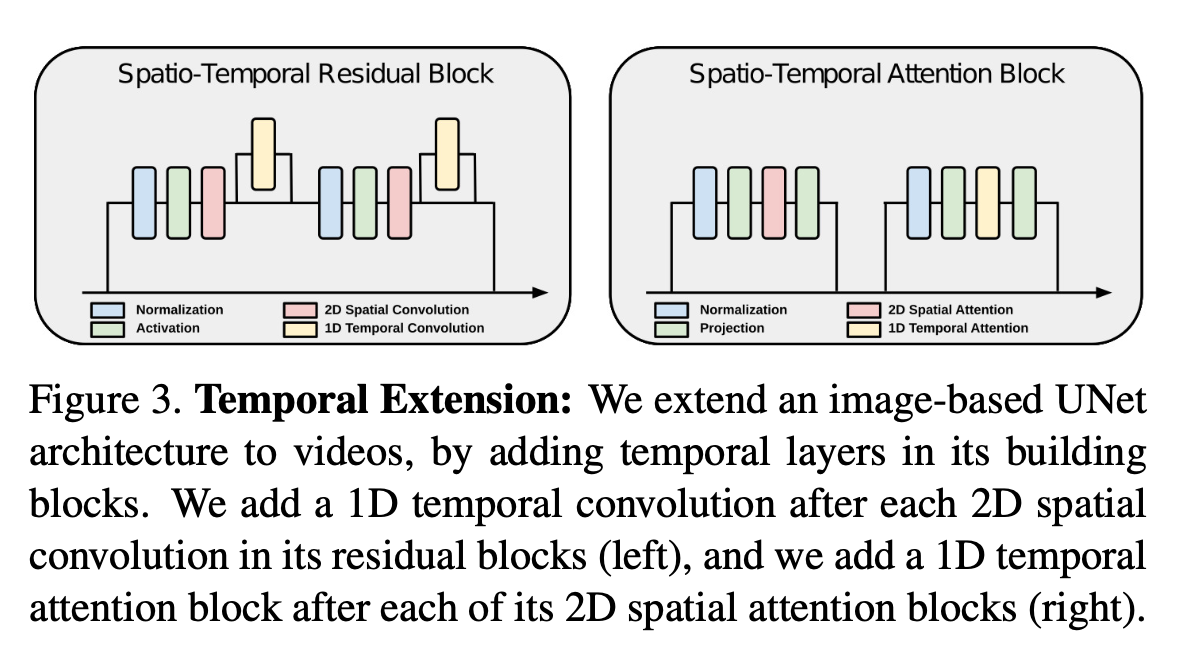 Spatio-Temporal Residual Block
Normalization
2D Spatial Convolution
Activation
1D Temporal Convolution
Spatio-Temporal Attention Block
Normalization
2D Spatial Attention
Projection
1D Temporal Attention
Figure 3. Temporal Extension: We extend an image-based UNet
architecture to videos, by adding temporal layers in its building
blocks. We add a 1D temporal convolution after each 2D spatial
convolution in its residual blocks (left), and we add a 1D temporal
attention block after each of its 2D spatial attention blocks (right).